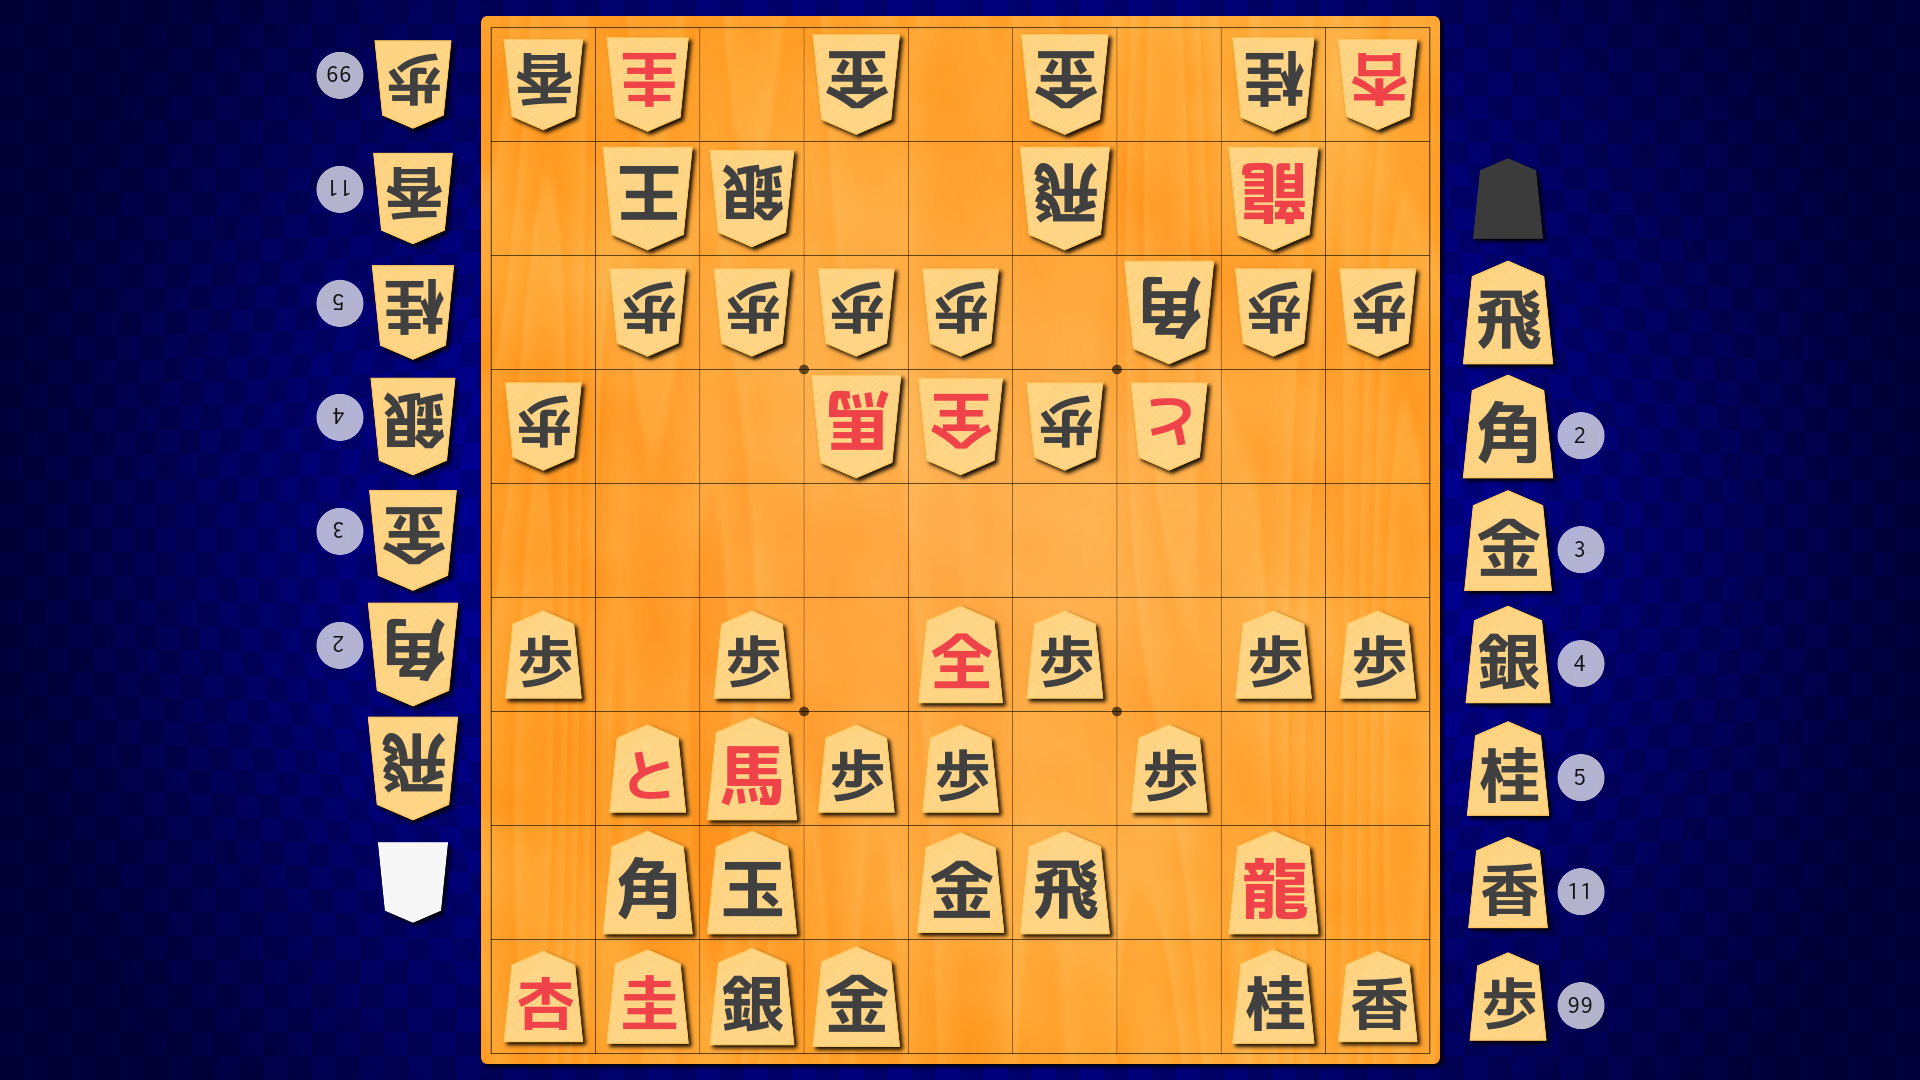 99 歩 香 圭 金 金 桂 杏
11 香 王 銀 飛 龍
5 桂 歩 歩 歩 歩 角 歩 歩 飛
4 銀 歩 馬 全 歩 と 角 2
3 金 金 3
2 角 歩 歩 全 歩 歩 歩 銀 4
飛 と 馬 歩 歩 歩 桂 5
角 玉 金 飛 龍 香 11
杏 圭 銀 金 桂 香 歩 99